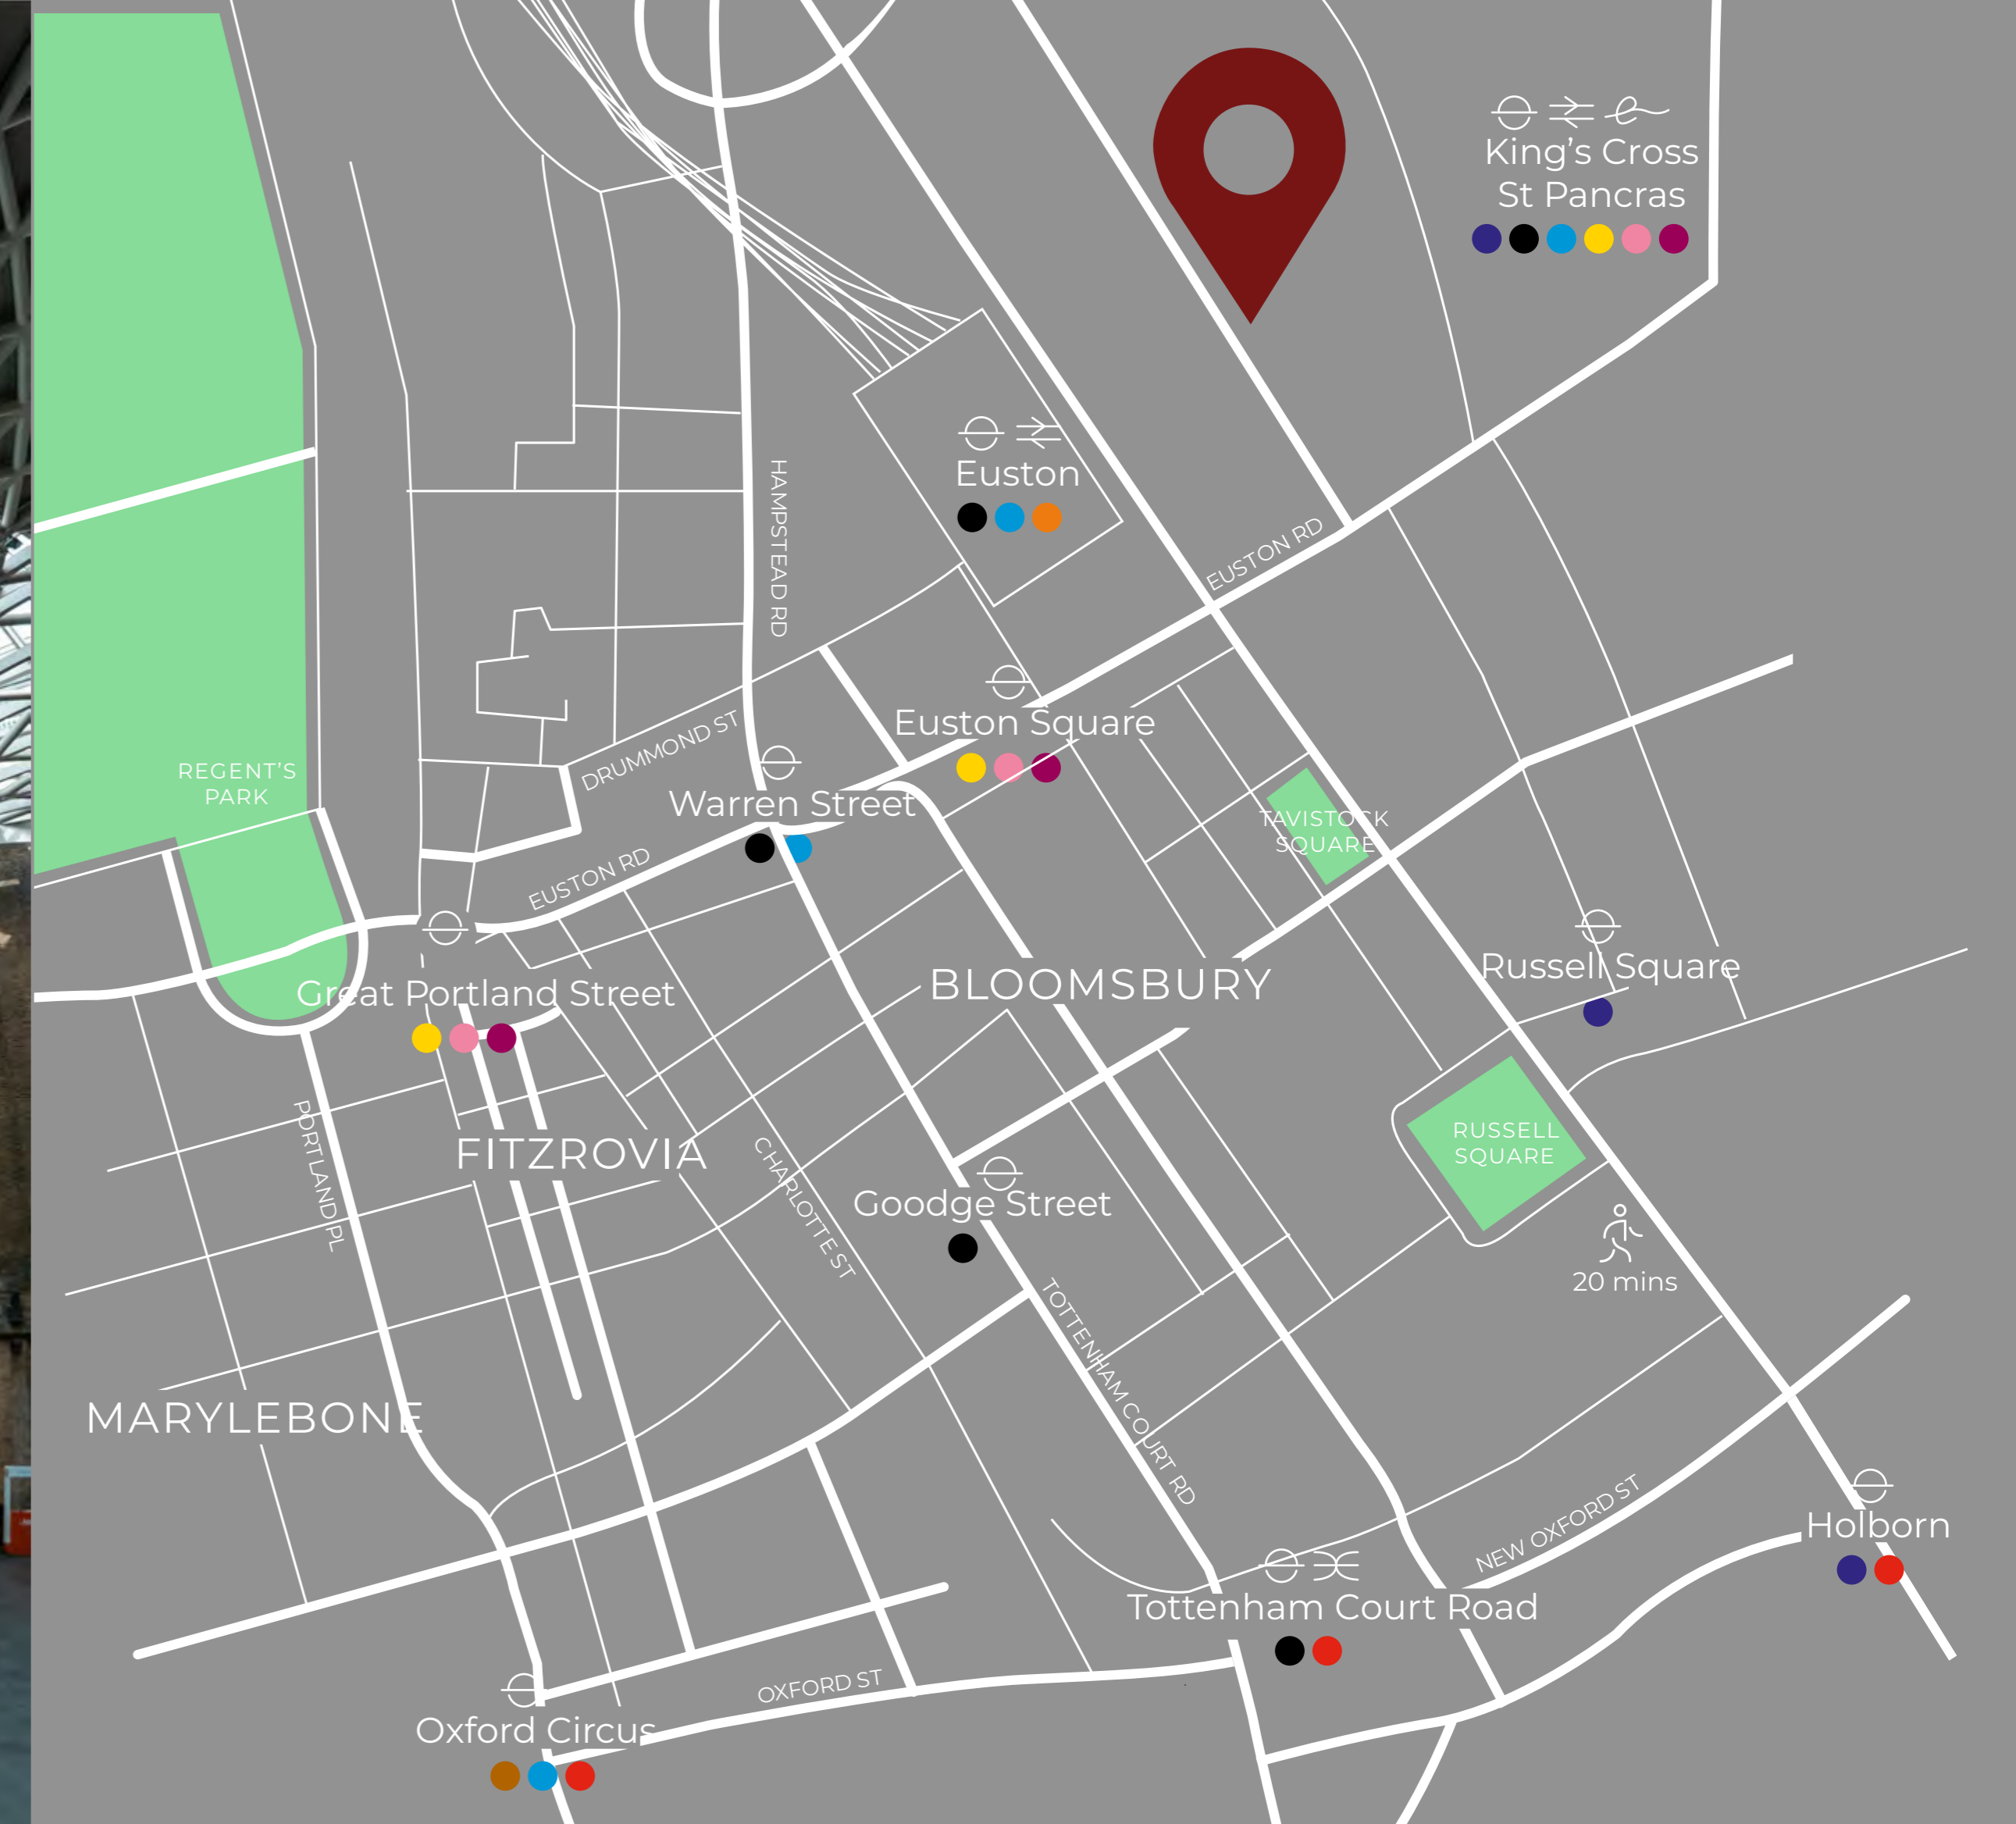 King's Cross
St Pancras
Euston
HAMPSTEAD RD
EUSTON RD
Euston Square
DRUMMOND ST
REGENT'S
PARK
Warren Street
TAVISTOCK
SQUARE
EUSTON RD
Russell Square
BLOOMSBURY
Great Portland Street
RUSSELL
SQUARE
PORTLAND PL
FITZROVIA
CHARLOTTE ST
Goodge Street
20 mins
TOTTENHAM COURT RD
MARYLEBONE
NEW OXFORD ST
Holborn
Tottenham Court Road
OXFORD ST
Oxford Circus